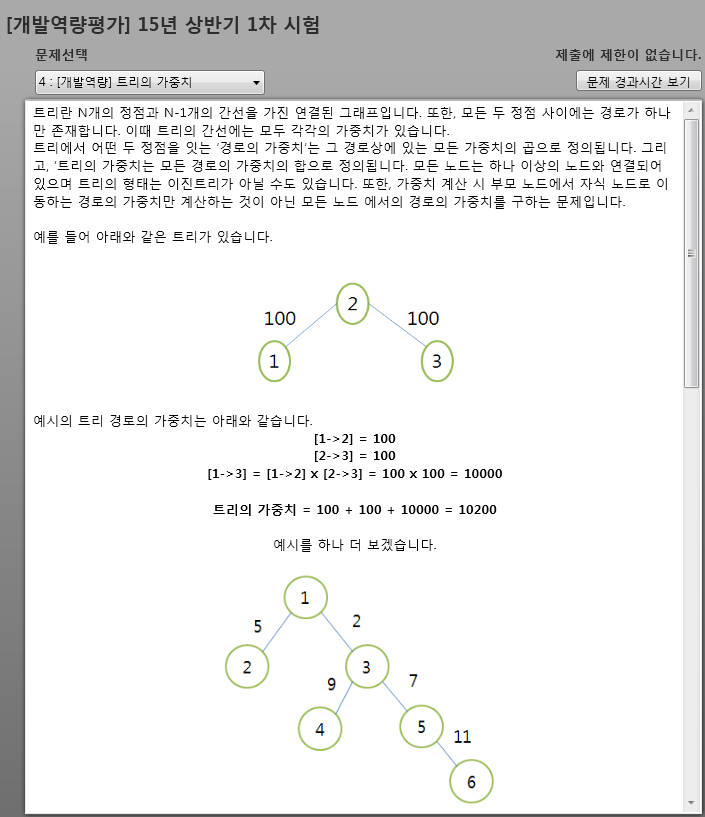 [개발역량평가] 15년 상반기 1차 시험
문제선택
제출에 제한이 없습니다.
4 : [개발역량] 트리의 가중치
문제 경과시간 보기
트리란 N개의 정점과 N-1개의 간선을 가진 연결된 그래프입니다. 또한, 모든 두 정점 사이에는 경로가 하나
만 존재합니다. 이때 트리의 간선에는 모두 각각의 가중치가 있습니다.
트리에서 어떤 두 정점을 잇는 '경로의 가중치'는 그 경로상에 있는 모든 가중치의 곱으로 정의됩니다. 그리
고, '트리의 가중치는 모든 경로의 가중치의 합으로 정의됩니다. 모든 노드는 하나 이상의 노드와 연결되어
있으며 트리의 형태는 이진트리가 아닐 수도 있습니다. 또한, 가중치 계산 시 부모 노드에서 자식 노드로 이
동하는 경로의 가중치만 계산하는 것이 아닌 모든 노드 에서의 경로의 가중치를 구하는 문제입니다.
예를 들어 아래와 같은 트리가 있습니다.
2
100
100
1
3
예시의 트리 경로의 가중치는 아래와 같습니다.
[1->2] = 100
[2->3] = 100
[1->3] = [1->2] x [2->3] = 100 x 100 = 10000
트리의 가중치 = 100 + 100 + 10000 = 10200
예시를 하나 더 보겠습니다.
1
5
2
2
3
9
7
4
5
11
6